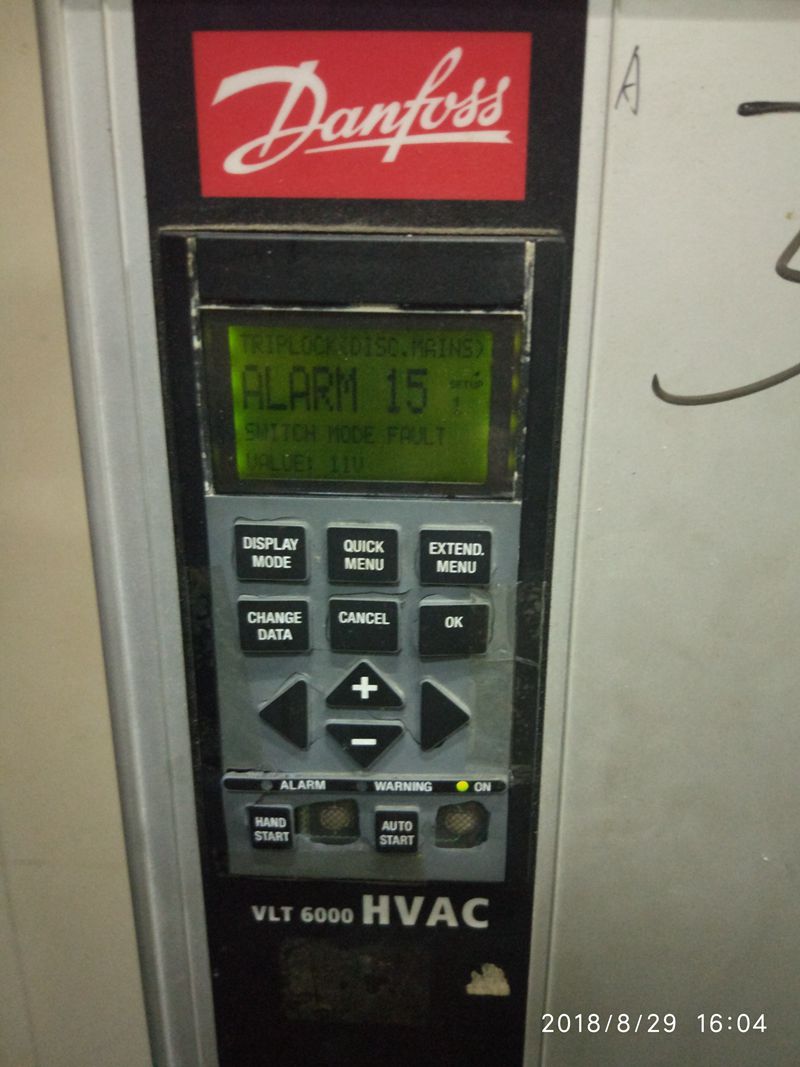 Danfoss
A
TRIPLOCK(DISC.MAINS)
ALARM 15
SETUP
1
SWITCH MODE FAULT
VALUE: 11V
DISPLAY MODE
QUICK MENU
EXTEND. MENU
CHANGE DATA
CANCEL
OK
+
-
ALARM
WARNING
ON
HAND START
AUTO START
VLT 6000 HVAC
2018/8/29 16:04